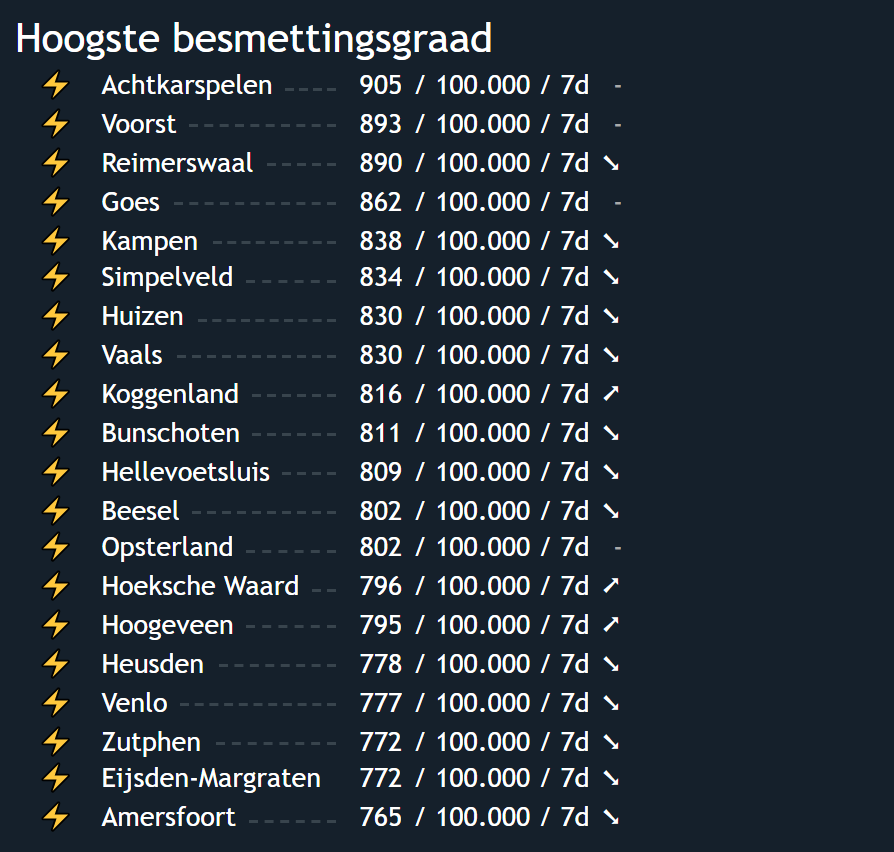 Hoogste besmettingsgraad
⚡ Achtkarspelen ---- 905 / 100.000 / 7d -
⚡ Voorst ----------- 893 / 100.000 / 7d -
⚡ Reimerswaal ----- 890 / 100.000 / 7d ➘
⚡ Goes ------------ 862 / 100.000 / 7d -
⚡ Kampen --------- 838 / 100.000 / 7d ➘
⚡ Simpelveld ------ 834 / 100.000 / 7d ➘
⚡ Huizen ---------- 830 / 100.000 / 7d ➘
⚡ Vaals ------------ 830 / 100.000 / 7d ➘
⚡ Koggenland ------ 816 / 100.000 / 7d ➚
⚡ Bunschoten ------ 811 / 100.000 / 7d ➘
⚡ Hellevoetsluis ---- 809 / 100.000 / 7d ➘
⚡ Beesel ----------- 802 / 100.000 / 7d ➘
⚡ Opsterland ------ 802 / 100.000 / 7d -
⚡ Hoeksche Waard -- 796 / 100.000 / 7d ➚
⚡ Hoogeveen ------ 795 / 100.000 / 7d ➚
⚡ Heusden -------- 778 / 100.000 / 7d ➘
⚡ Venlo ------------ 777 / 100.000 / 7d ➘
⚡ Zutphen --------- 772 / 100.000 / 7d ➘
⚡ Eijsden-Margraten 772 / 100.000 / 7d ➘
⚡ Amersfoort ------ 765 / 100.000 / 7d ➘